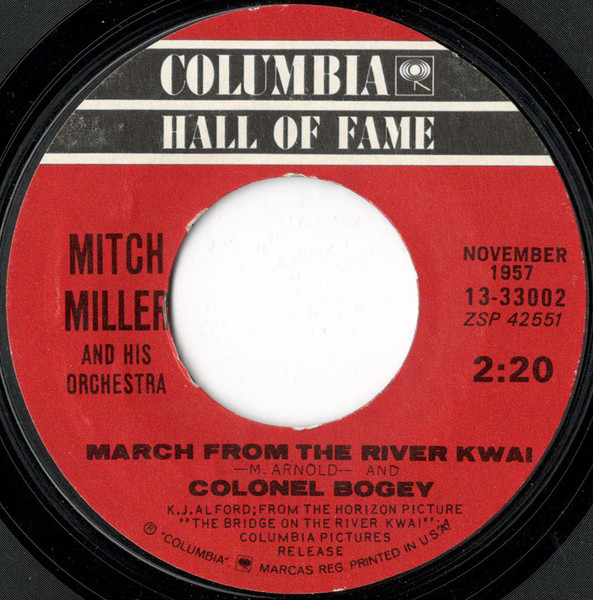 COLUMBIA
HALL OF FAME
MITCH
MILLER
AND HIS
ORCHESTRA
NOVEMBER
1957
13-33002
ZSP 42551
2:20
MARCH FROM THE RIVER KWAI
—M. ARNOLD— AND
COLONEL BOGEY
K.J.ALFORD;FROM THE HORIZON PICTURE
"THE BRIDGE ON THE RIVER KWAI"; A
COLUMBIA PICTURES
RELEASE
® "COLUMBIA", MARCAS REG. PRINTED IN U.S.A.